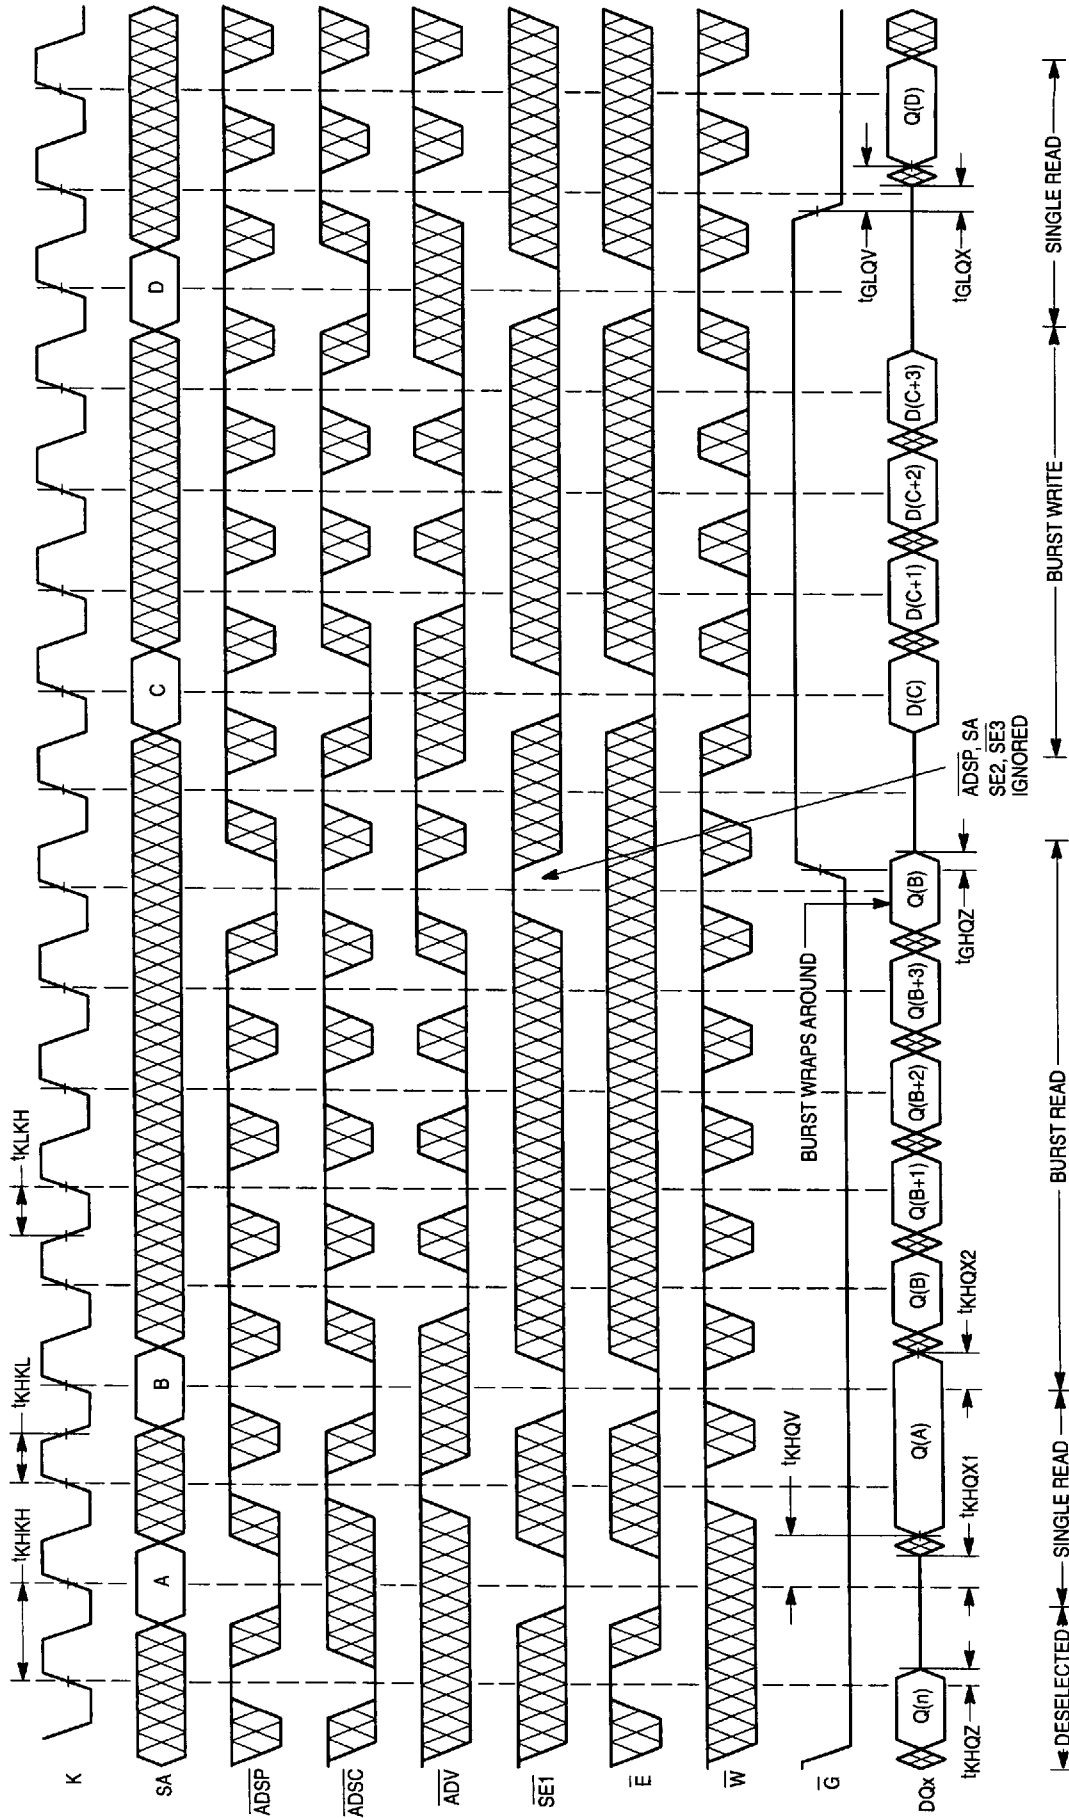 K
tKHKH
tKHKL
tKLKH
SA
A
B
C
D
ADSP
ADSC
ADV
SE1
E
W
G
tKHQV
BURST WRAPS AROUND
tGLQV
DQx
Q(n)
Q(A)
Q(B)
Q(B+1)
Q(B+2)
Q(B+3)
Q(B)
D(C)
D(C+1)
D(C+2)
D(C+3)
Q(D)
tKHQZ
tKHQX1
tKHQX2
tGHQZ
ADSP, SA
SE2, SE3
IGNORED
tGLQX
DESELECTED
SINGLE READ
BURST READ
BURST WRITE
SINGLE READ